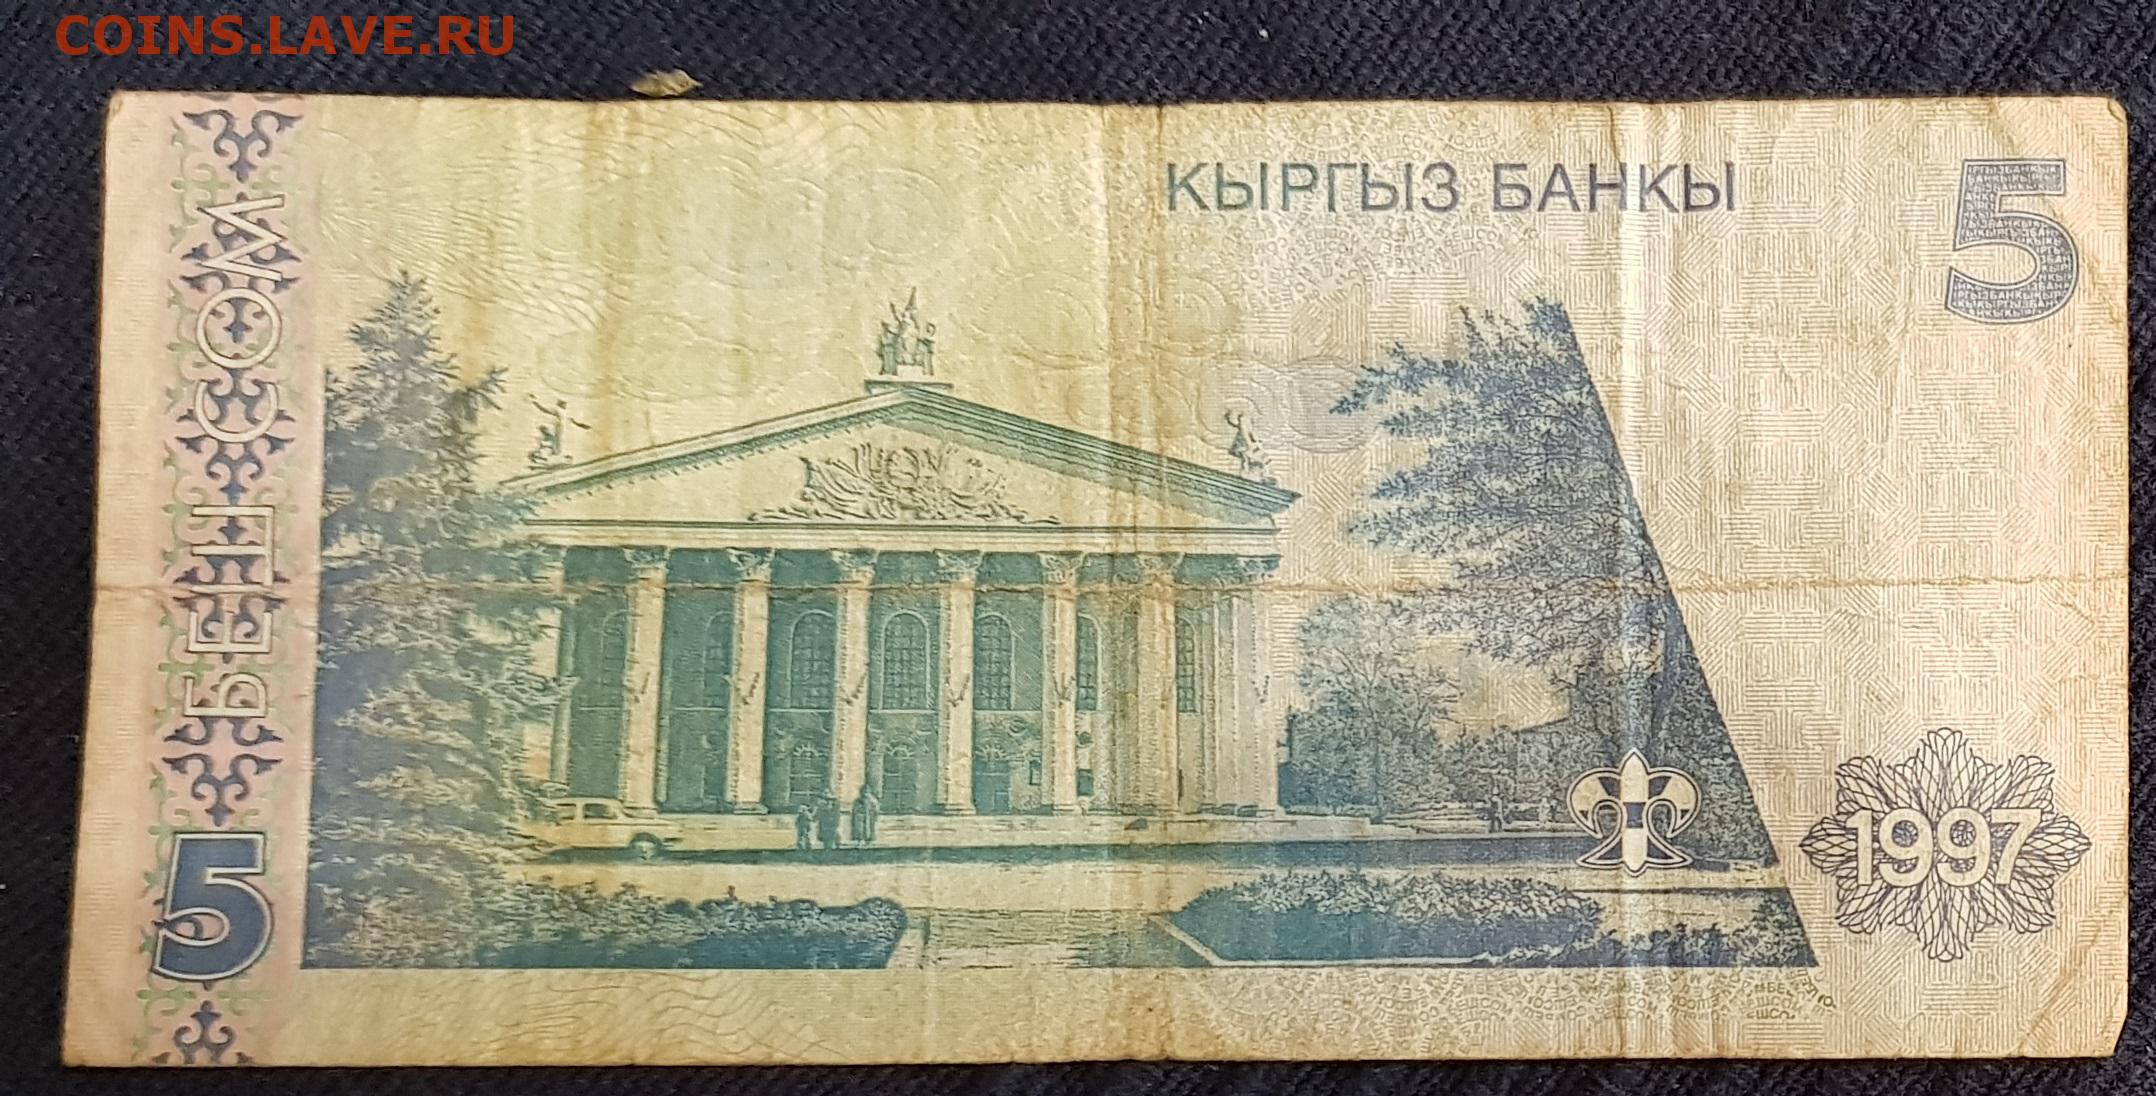 COINS.LAVE.RU
КЫРГЫЗ БАНКЫ
5
БЕШ СОМ
5
1997